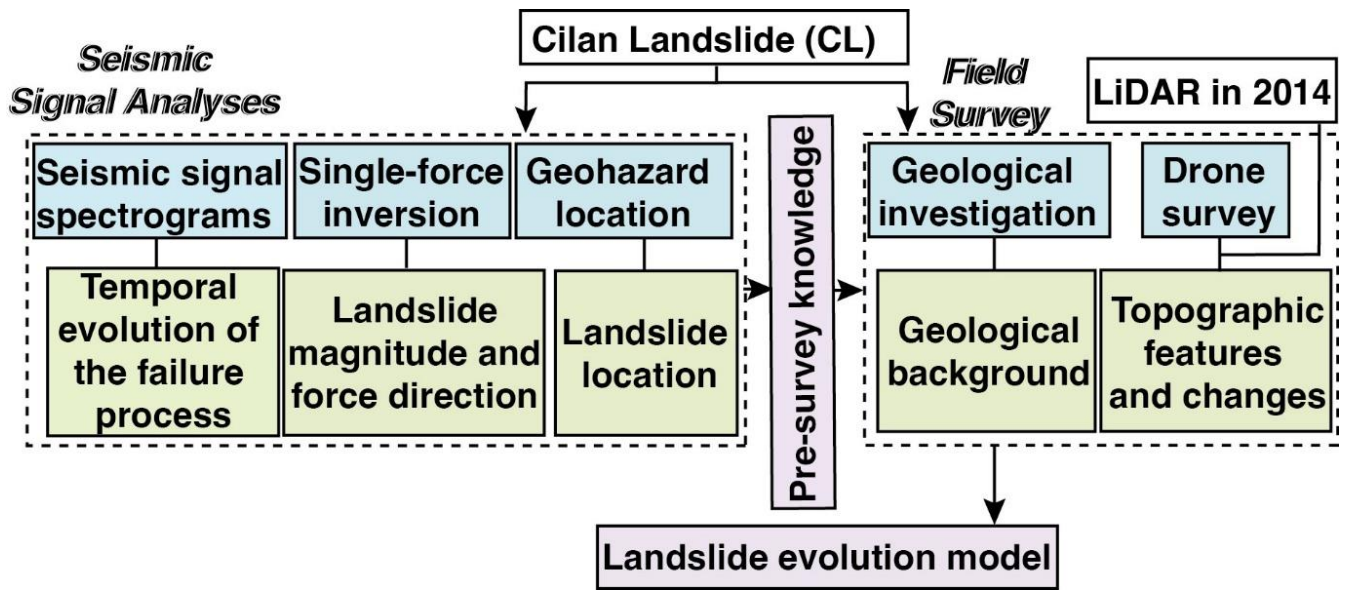 Cilan Landslide (CL)
Seismic
Signal Analyses
Field
Survey
LiDAR in 2014
Seismic signal
spectrograms
Single-force
inversion
Geohazard
location
Temporal
evolution of
the failure
process
Landslide
magnitude and
force direction
Landslide
location
Pre-survey knowledge
Geological
investigation
Drone
survey
Geological
background
Topographic
features
and changes
Landslide evolution model